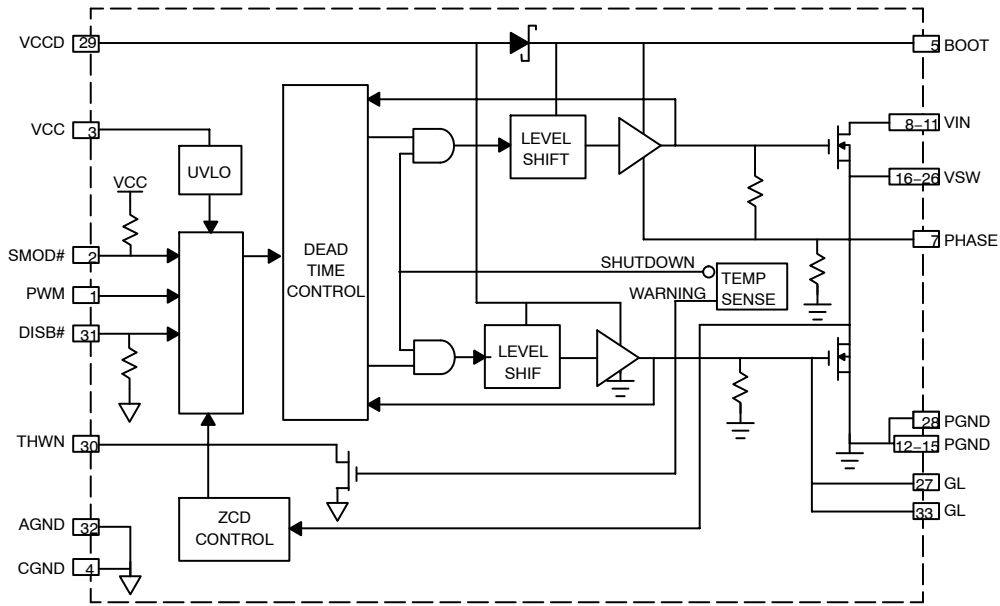 VCCD 29
5 BOOT
VCC 3
8–11 VIN
UVLO
LEVEL
SHIFT
VCC
16–26 VSW
SMOD# 2
DEAD
TIME
CONTROL
7 PHASE
PWM 1
SHUTDOWN
TEMP
SENSE
WARNING
DISB# 31
LEVEL
SHIF
28 PGND
THWN 30
12–15 PGND
27 GL
ZCD
CONTROL
33 GL
AGND 32
CGND 4